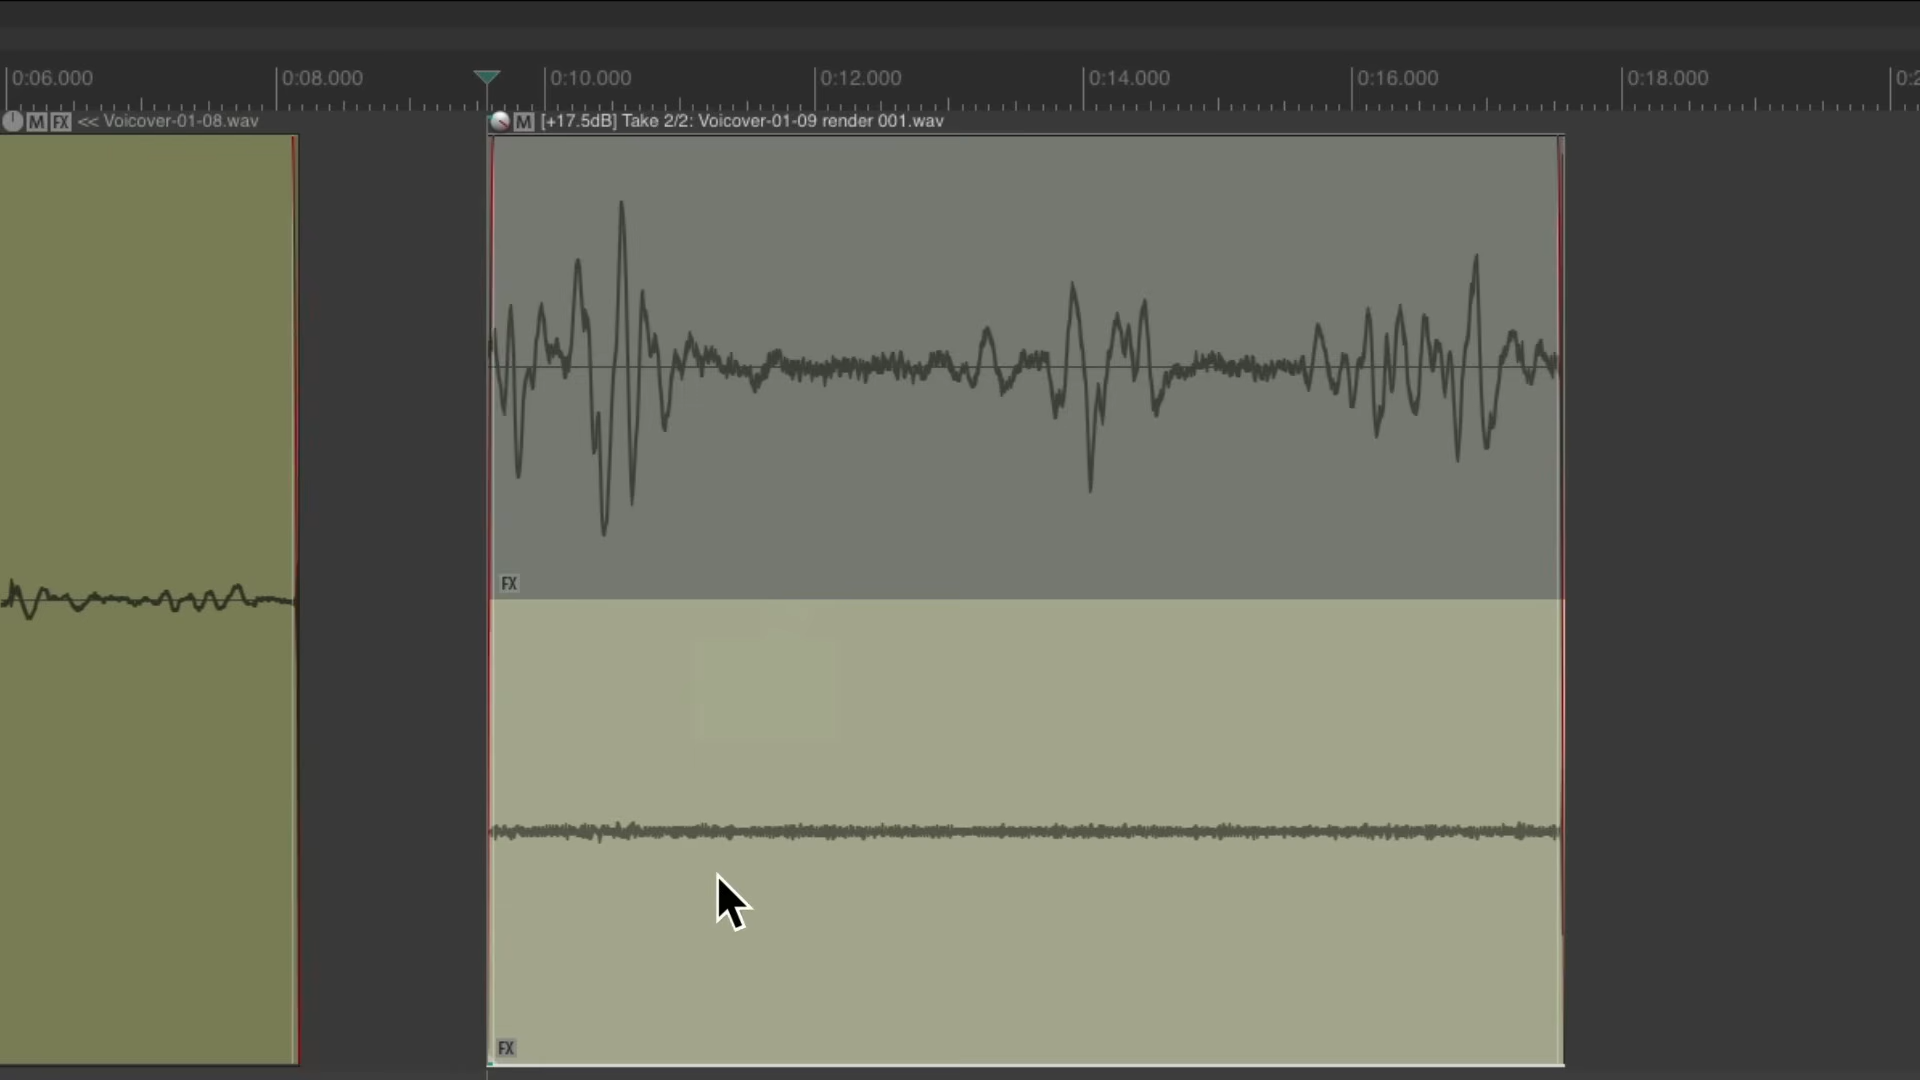 0:06.000 0:08.000 0:10.000 0:12.000 0:14.000 0:16.000 0:18.000 0:2
M FX << Voicover-01-08.wav M [+17.5dB] Take 2/2: Voicover-01-09 render 001.wav
FX
FX